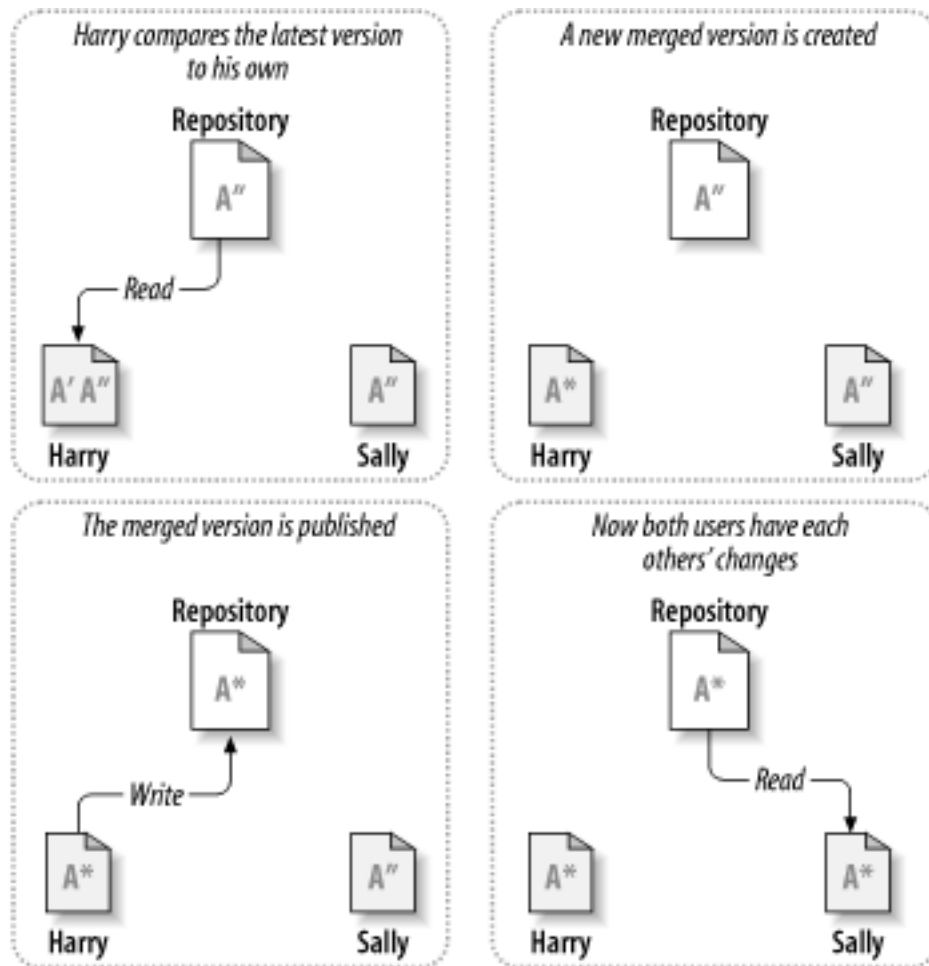 Harry compares the latest version
to his own
Repository
A″
Read
A′ A″
A″
Harry
Sally
A new merged version is created
Repository
A″
A*
A″
Harry
Sally
The merged version is published
Repository
A*
Write
A*
A″
Harry
Sally
Now both users have each
others’ changes
Repository
A*
Read
A*
A*
Harry
Sally